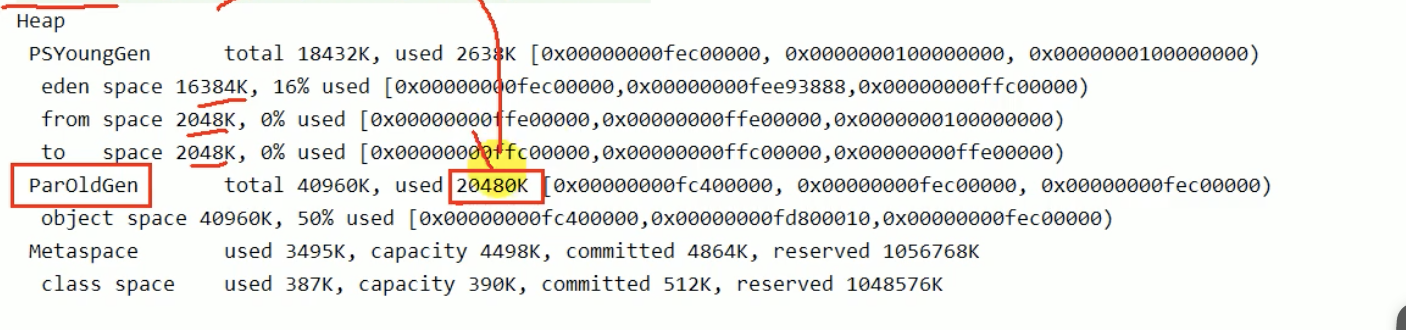 Heap
PSYoungGen total 18432K, used 2638K [0x00000000fec00000, 0x0000000100000000, 0x0000000100000000)
eden space 16384K, 16% used [0x00000000fec00000,0x00000000fee93888,0x00000000ffc00000)
from space 2048K, 0% used [0x00000000ffe00000,0x00000000ffe00000,0x0000000100000000)
to space 2048K, 0% used [0x00000000ffc00000,0x00000000ffc00000,0x00000000ffe00000)
ParOldGen total 40960K, used 20480K [0x00000000fc400000, 0x00000000fec00000, 0x00000000fec00000)
object space 40960K, 50% used [0x00000000fc400000,0x00000000fd800010,0x00000000fec00000)
Metaspace used 3495K, capacity 4498K, committed 4864K, reserved 1056768K
class space used 387K, capacity 390K, committed 512K, reserved 1048576K